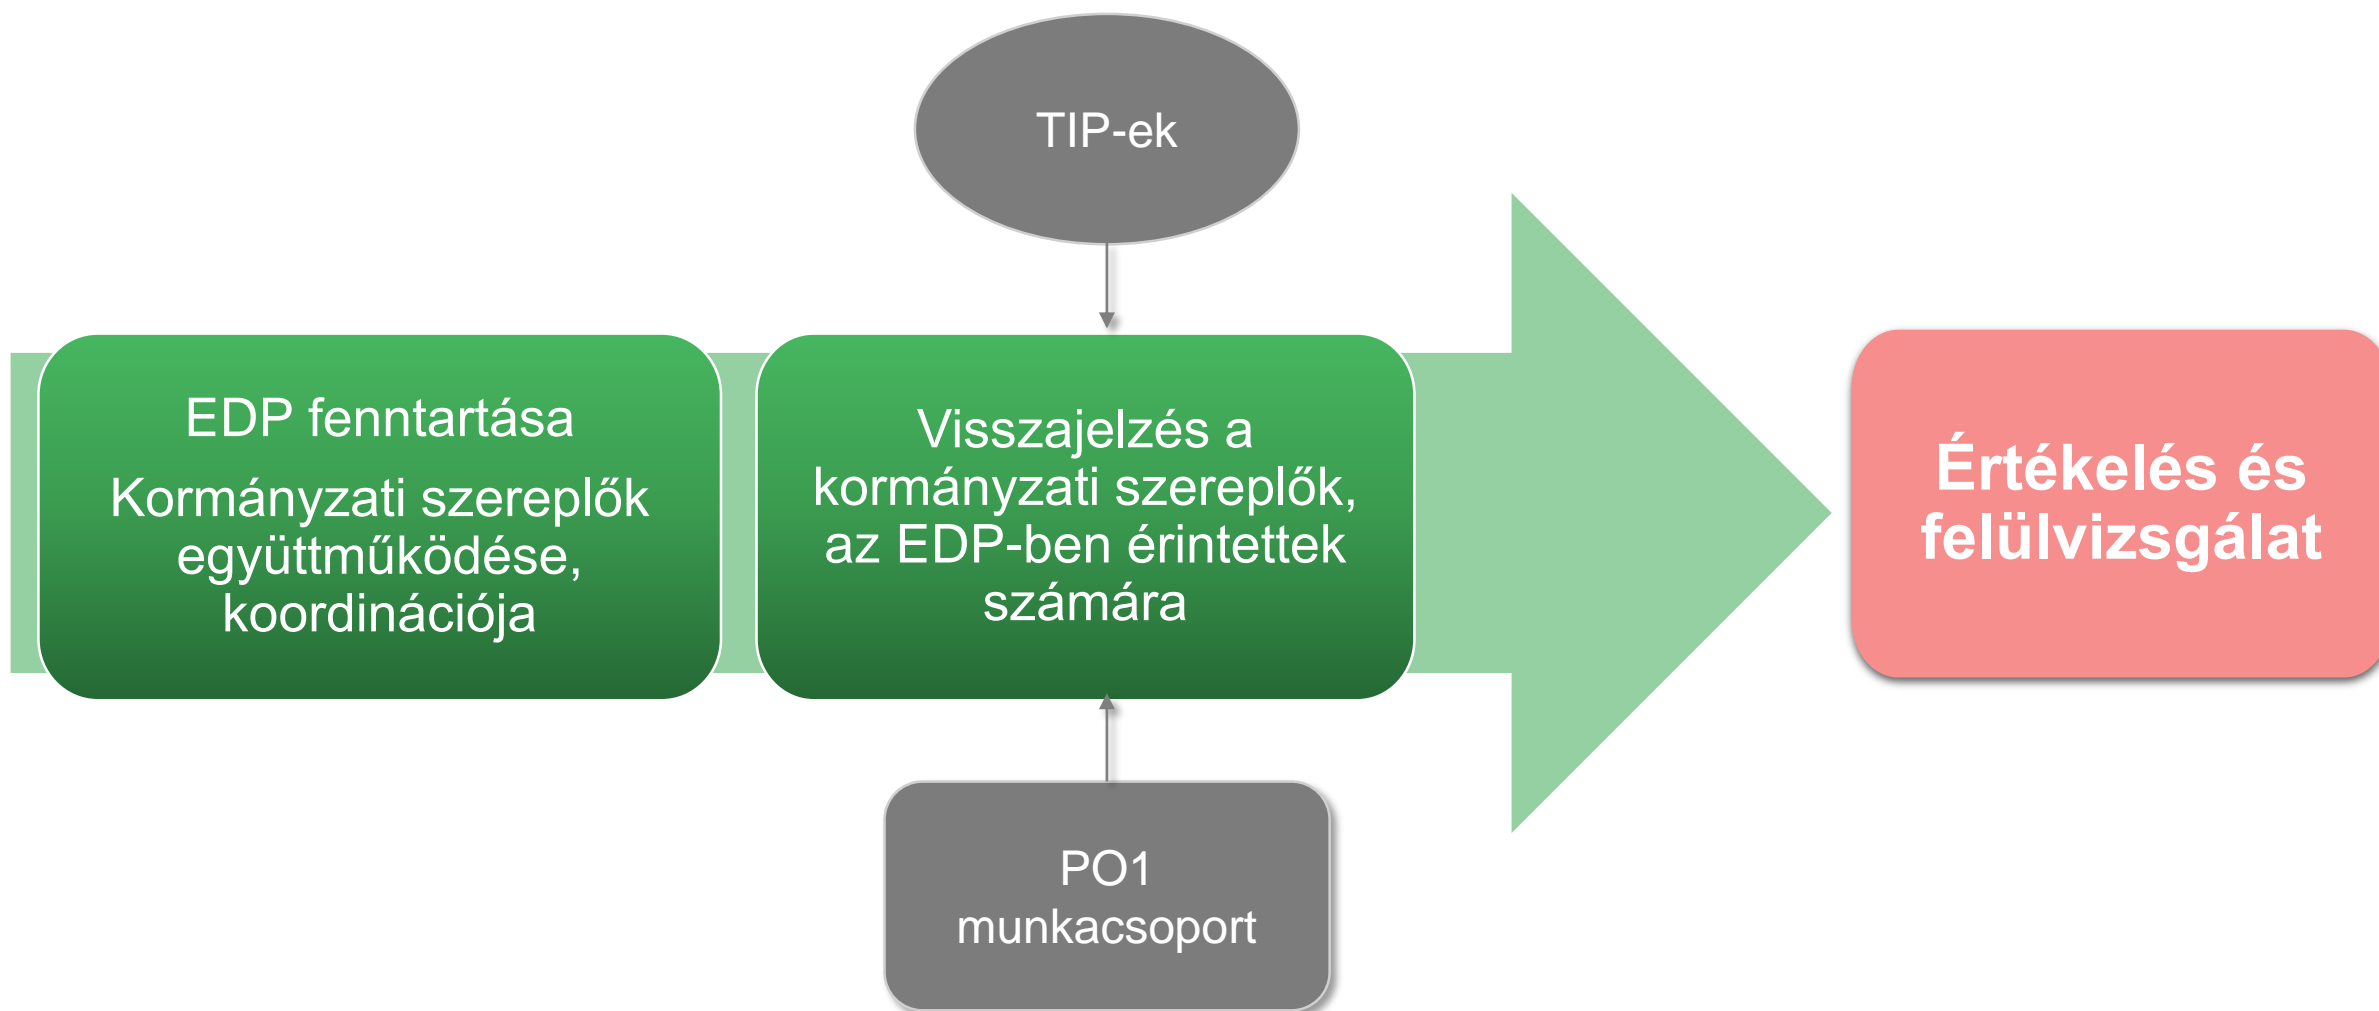 TIP-ek
EDP fenntartása
Kormányzati szereplők
együttműködése,
koordinációja
Visszajelzés a
kormányzati szereplők,
az EDP-ben érintettek
számára
Értékelés és
felülvizsgálat
PO1
munkacsoport